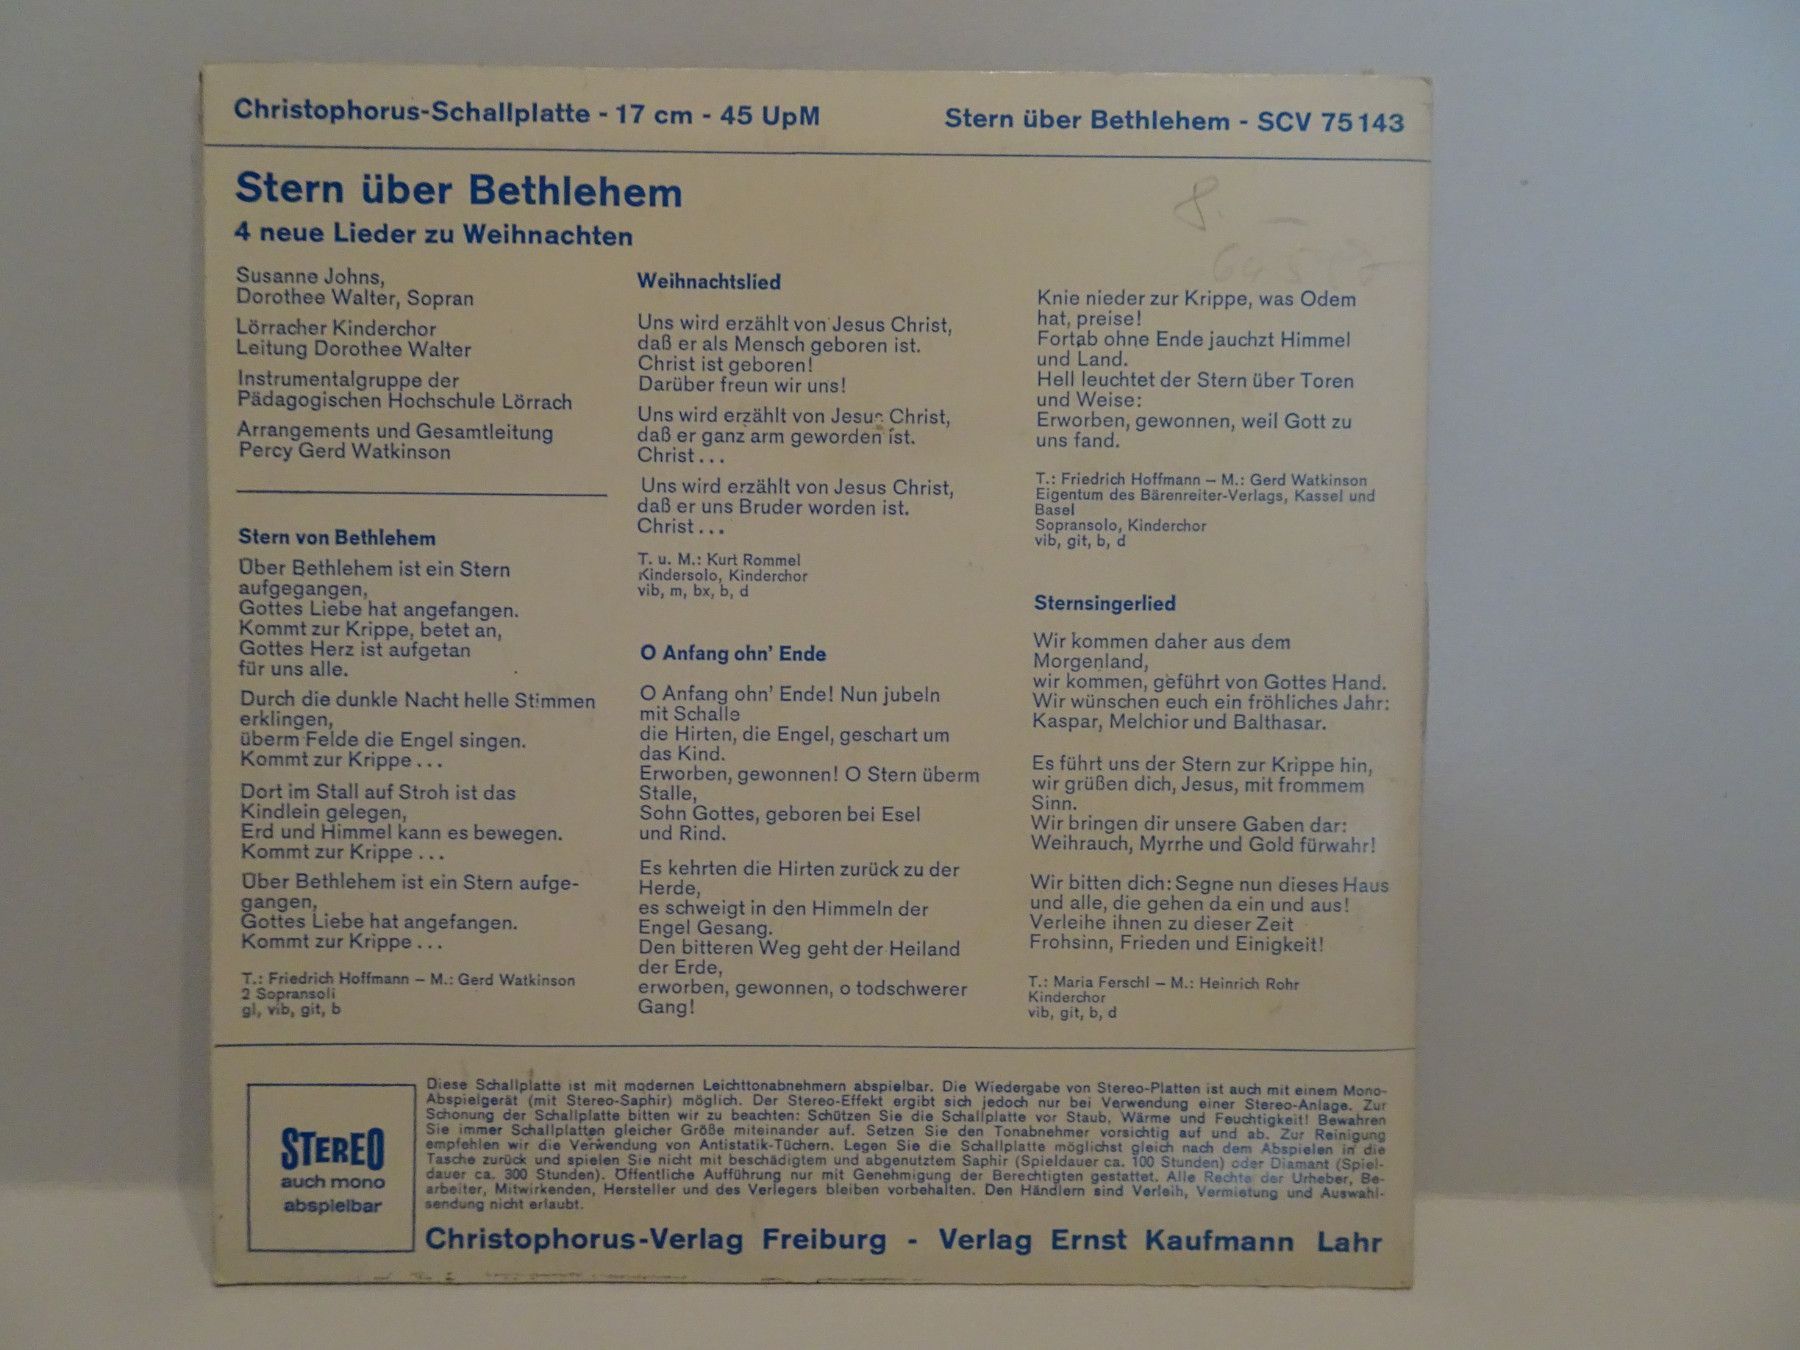 Christophorus-Schallplatte - 17 cm - 45 UpM
Stern über Bethlehem - SCV 75143
Stern über Bethlehem
4 neue Lieder zu Weihnachten
Susanne Johns,
Dorothee Walter, Sopran
Lörracher Kinderchor
Leitung Dorothee Walter
Instrumentalgruppe der
Pädagogischen Hochschule Lörrach
Arrangements und Gesamtleitung
Percy Gerd Watkinson
Stern von Bethlehem
Über Bethlehem ist ein Stern
aufgegangen,
Gottes Liebe hat angefangen.
Kommt zur Krippe, betet an,
Gottes Herz ist aufgetan
für uns alle.
Durch die dunkle Nacht helle Stimmen
erklingen,
überm Felde die Engel singen.
Kommt zur Krippe ...
Dort im Stall auf Stroh ist das
Kindlein gelegen,
Erd und Himmel kann es bewegen.
Kommt zur Krippe ...
Über Bethlehem ist ein Stern aufge-
gangen,
Gottes Liebe hat angefangen.
Kommt zur Krippe ...
T.: Friedrich Hoffmann – M.: Gerd Watkinson
2 Sopransoli
gl, vib, git, b
Weihnachtslied
Uns wird erzählt von Jesus Christ,
daß er als Mensch geboren ist.
Christ ist geboren!
Darüber freun wir uns!
Uns wird erzählt von Jesus Christ,
daß er ganz arm geworden ist.
Christ ...
Uns wird erzählt von Jesus Christ,
daß er uns Bruder worden ist.
Christ ...
T. u. M.: Kurt Rommel
Kindersolo, Kinderchor
vib, m, bx, b, d
O Anfang ohn' Ende
O Anfang ohn' Ende! Nun jubeln
mit Schalle
die Hirten, die Engel, geschart um
das Kind.
Erworben, gewonnen! O Stern überm
Stalle,
Sohn Gottes, geboren bei Esel
und Rind.
Es kehrten die Hirten zurück zu der
Herde,
es schweigt in den Himmeln der
Engel Gesang.
Den bitteren Weg geht der Heiland
der Erde,
erworben, gewonnen, o todschwerer
Gang!
8.
Knie nieder zur Krippe, was Odem
hat, preise!
Fortab ohne Ende jauchzt Himmel
und Land.
Hell leuchtet der Stern über Toren
und Weise:
Erworben, gewonnen, weil Gott zu
uns fand.
T.: Friedrich Hoffmann – M.: Gerd Watkinson
Eigentum des Bärenreiter-Verlags, Kassel und
Basel
Sopransolo, Kinderchor
vib, git, b, d
Sternsingerlied
Wir kommen daher aus dem
Morgenland,
wir kommen, geführt von Gottes Hand.
Wir wünschen euch ein fröhliches Jahr:
Kaspar, Melchior und Balthasar.
Es führt uns der Stern zur Krippe hin,
wir grüßen dich, Jesus, mit frommem
Sinn.
Wir bringen dir unsere Gaben dar:
Weihrauch, Myrrhe und Gold fürwahr!
Wir bitten dich: Segne nun dieses Haus
und alle, die gehen da ein und aus!
Verleihe ihnen zu dieser Zeit
Frohsinn, Frieden und Einigkeit!
T.: Maria Ferschl – M.: Heinrich Rohr
Kinderchor
vib, git, b, d
STEREO
auch mono
abspielbar
Diese Schallplatte ist mit modernen Leichttonabnehmern abspielbar. Die Wiedergabe von Stereo-Platten ist auch mit einem Mono-
Abspielgerät (mit Stereo-Saphir) möglich. Der Stereo-Effekt ergibt sich jedoch nur bei Verwendung einer Stereo-Anlage. Zur
Schonung der Schallplatte bitten wir zu beachten: Schützen Sie die Schallplatte vor Staub, Wärme und Feuchtigkeit! Bewahren
Sie immer Schallplatten gleicher Größe miteinander auf. Setzen Sie den Tonabnehmer vorsichtig auf und ab. Zur Reinigung
empfehlen wir die Verwendung von Antistatik-Tüchern. Legen Sie die Schallplatte möglichst gleich nach dem Abspielen in die
Tasche zurück und spielen Sie nicht mit beschädigtem und abgenutztem Saphir (Spieldauer ca. 100 Stunden) oder Diamant (Spiel-
dauer ca. 300 Stunden). Öffentliche Aufführung nur mit Genehmigung der Berechtigten gestattet. Alle Rechte der Urheber, Be-
arbeiter, Mitwirkenden, Hersteller und des Verlegers bleiben vorbehalten. Den Händlern sind Verleih, Vermietung und Auswahl-
sendung nicht erlaubt.
Christophorus-Verlag Freiburg - Verlag Ernst Kaufmann Lahr